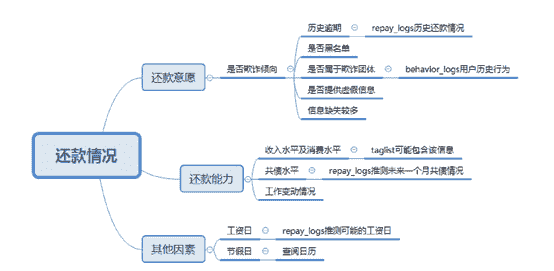 还款情况
还款意愿
是否欺诈倾向
历史逾期
repay_logs历史还款情况
是否黑名单
是否属于欺诈团体
behavior_logs用户历史行为
是否提供虚假信息
信息缺失较多
还款能力
收入水平及消费水平
taglist可能包含该信息
共债水平
repay_logs推测未来一个月共债情况
工作变动情况
其他因素
工资日
repay_logs推测可能的工资日
节假日
查阅日历